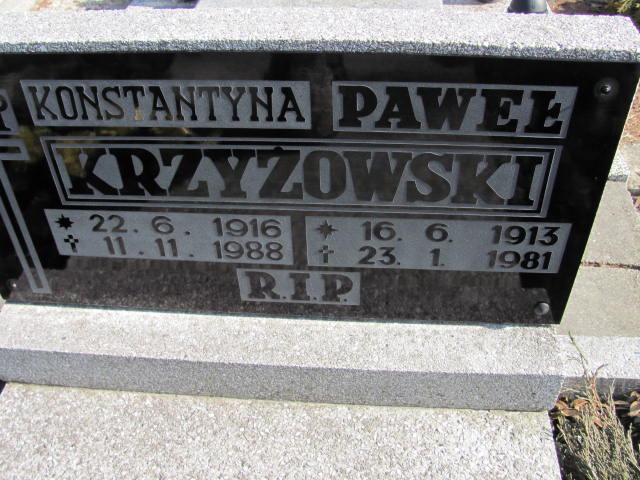 P
KONSTANTYNA PAWEŁ
KRZYŻOWSKI
* 22. 6. 1916 * 16. 6. 1913
† 11. 11. 1988 † 23. 1. 1981
R.I.P.